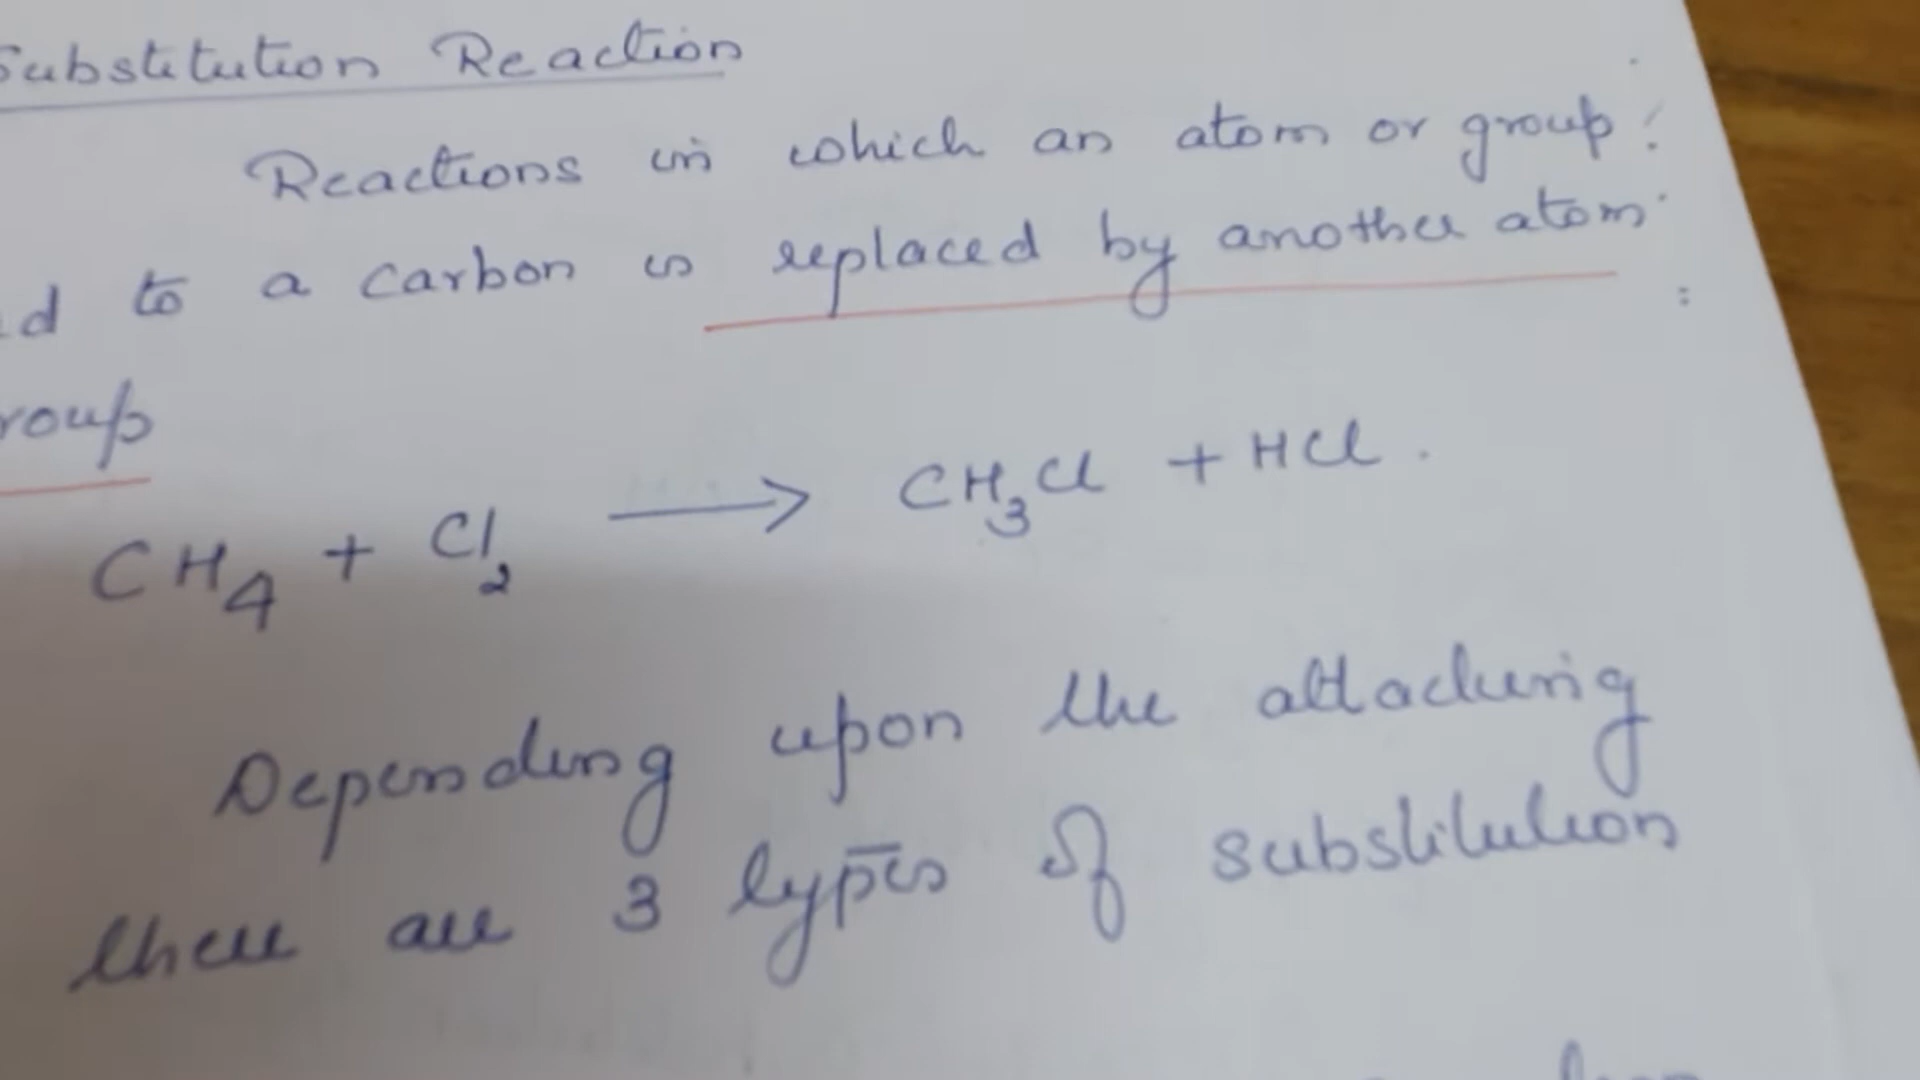 Substitution Reaction
Reactions in which an atom or group
to a carbon is replaced by another atom
group
CH₄ + Cl₂ ⟶ CH₃Cl + HCl.
Depending upon the attacking
there are 3 types of substitution